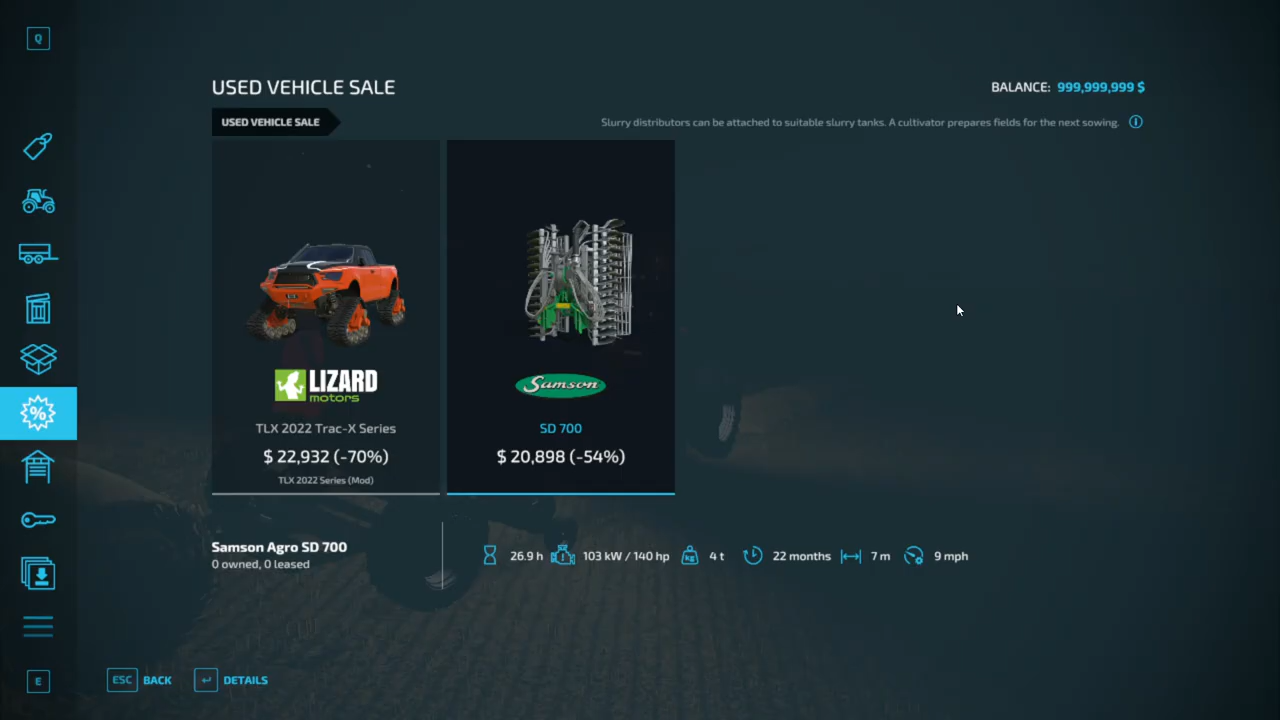 Q
USED VEHICLE SALE
BALANCE: 999,999,999 $
USED VEHICLE SALE
Slurry distributors can be attached to suitable slurry tanks. A cultivator prepares fields for the next sowing.
%
LIZARD
motors
TLX 2022 Trac-X Series
$ 22,932 (-70%)
TLX 2022 Series (Mod)
Samson
SD 700
$ 20,898 (-54%)
Samson Agro SD 700
0 owned, 0 leased
26.9 h
103 kW / 140 hp
kg
4 t
22 months
7 m
9 mph
E
ESC BACK
DETAILS